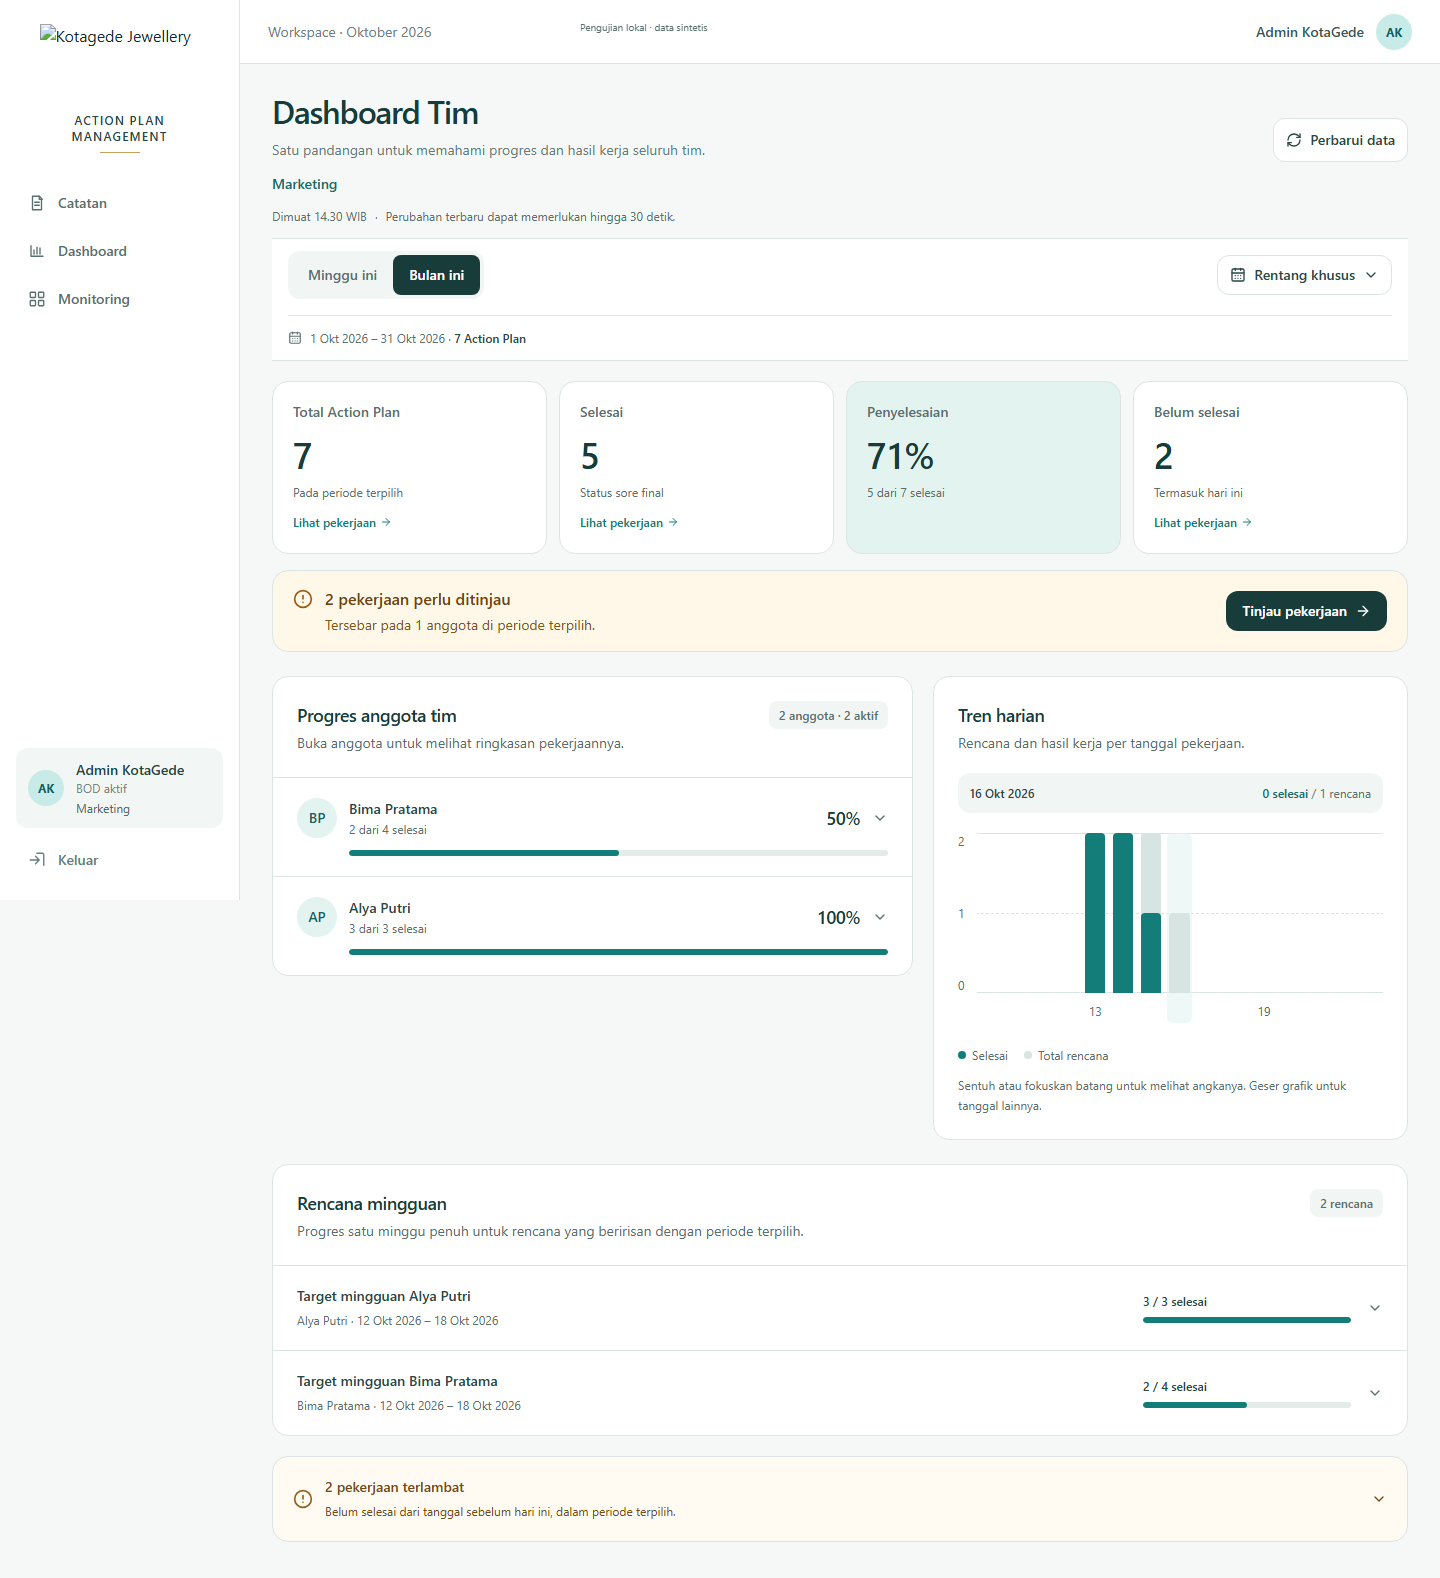 Kotagede Jewellery
ACTION PLAN
MANAGEMENT
Catatan
Dashboard
Monitoring
AK
Admin KotaGede
BOD aktif
Marketing
Keluar
Workspace · Oktober 2026
Pengujian lokal · data sintetis
Admin KotaGede
AK
Dashboard Tim
Satu pandangan untuk memahami progres dan hasil kerja seluruh tim.
Marketing
Dimuat 14.30 WIB · Perubahan terbaru dapat memerlukan hingga 30 detik.
Perbarui data
Minggu ini
Bulan ini
Rentang khusus
1 Okt 2026 – 31 Okt 2026 · 7 Action Plan
Total Action Plan
7
Pada periode terpilih
Lihat pekerjaan →
Selesai
5
Status sore final
Lihat pekerjaan →
Penyelesaian
71%
5 dari 7 selesai
Belum selesai
2
Termasuk hari ini
Lihat pekerjaan →
2 pekerjaan perlu ditinjau
Tersebar pada 1 anggota di periode terpilih.
Tinjau pekerjaan →
Progres anggota tim
2 anggota · 2 aktif
Buka anggota untuk melihat ringkasan pekerjaannya.
BP
Bima Pratama
2 dari 4 selesai
50%
AP
Alya Putri
3 dari 3 selesai
100%
Tren harian
Rencana dan hasil kerja per tanggal pekerjaan.
16 Okt 2026
0 selesai / 1 rencana
2
1
0
13
19
Selesai
Total rencana
Sentuh atau fokuskan batang untuk melihat angkanya. Geser grafik untuk
tanggal lainnya.
Rencana mingguan
2 rencana
Progres satu minggu penuh untuk rencana yang beririsan dengan periode terpilih.
Target mingguan Alya Putri
Alya Putri · 12 Okt 2026 – 18 Okt 2026
3 / 3 selesai
Target mingguan Bima Pratama
Bima Pratama · 12 Okt 2026 – 18 Okt 2026
2 / 4 selesai
2 pekerjaan terlambat
Belum selesai dari tanggal sebelum hari ini, dalam periode terpilih.